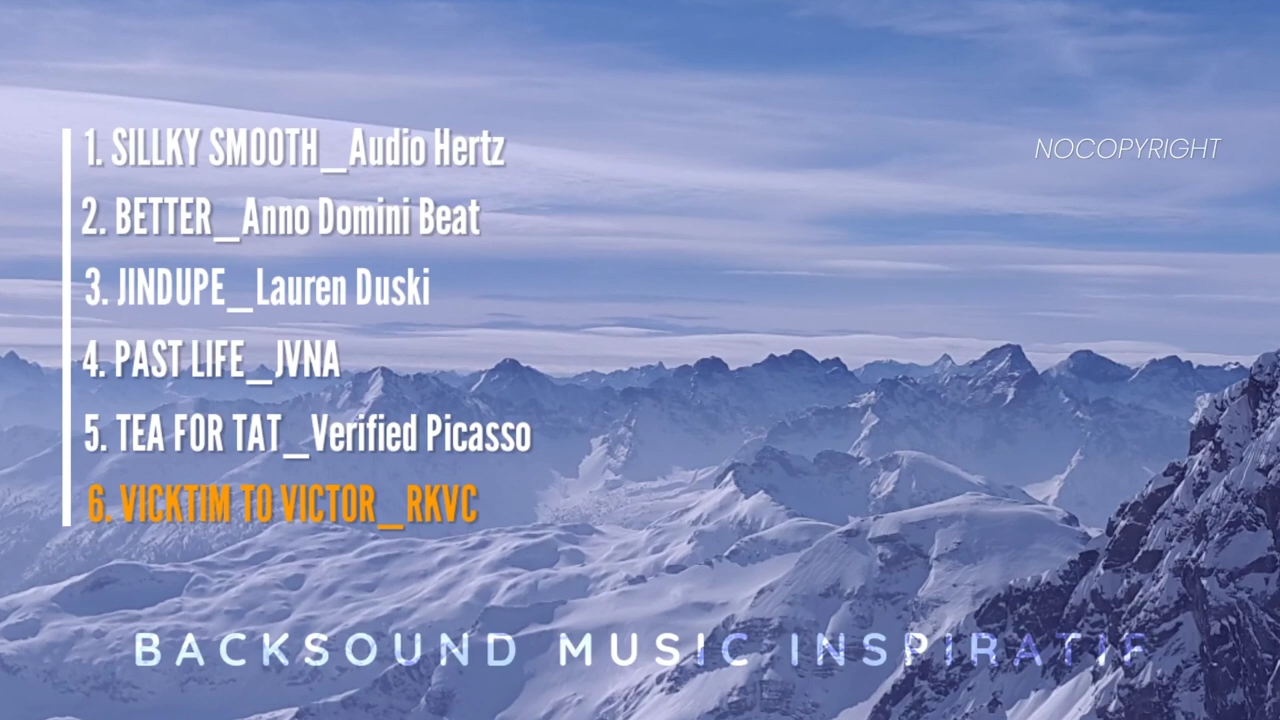 1. SILLKY SMOOTH_Audio Hertz
NOCOPYRIGHT
2. BETTER_Anno Domini Beat
3. JINDUPE_Lauren Duski
4. PAST LIFE_JVNA
5. TEA FOR TAT_Verified Picasso
6. VICKTIM TO VICTOR_RKVC
BACKSOUND MUSIC INSPIRATIF